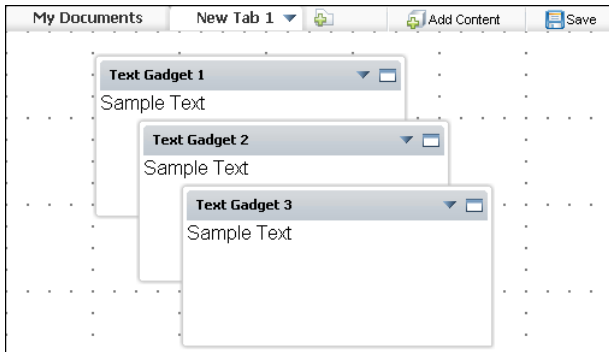 My Documents New Tab 1 Add Content Save
Text Gadget 1
Sample Text
Text Gadget 2
Sample Text
Text Gadget 3
Sample Text